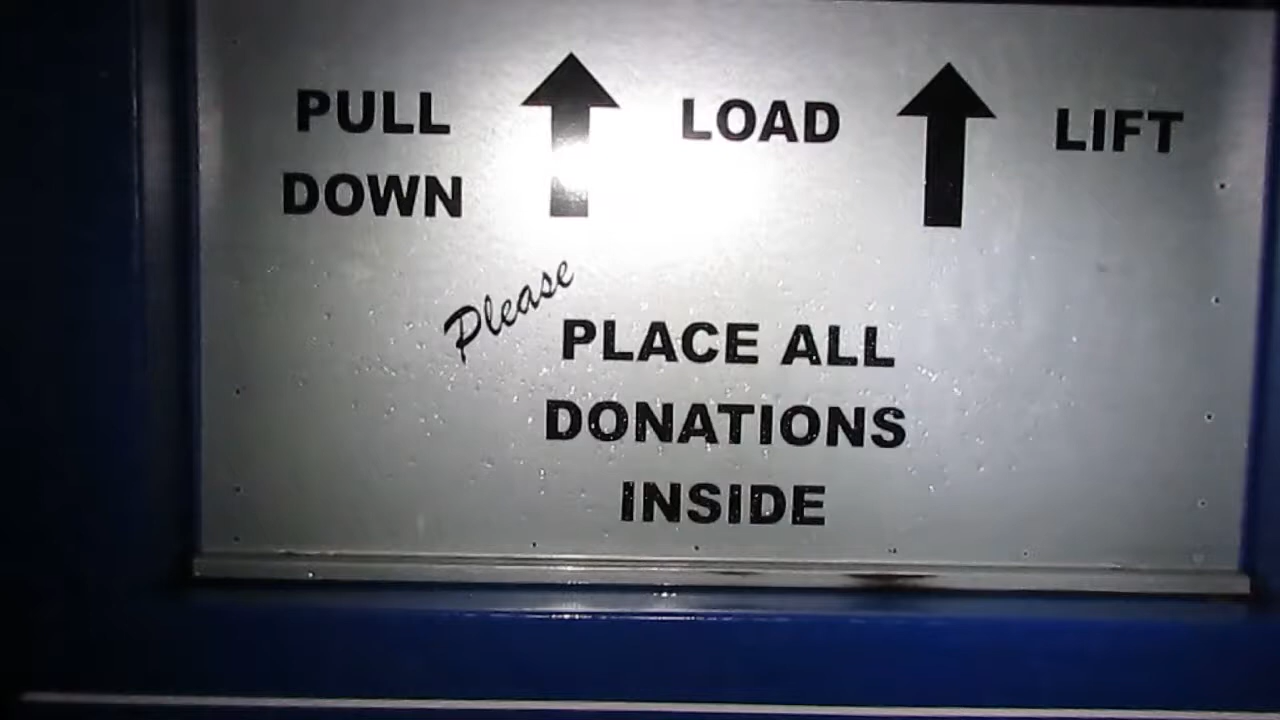 PULL LOAD LIFT
DOWN
Please
PLACE ALL
DONATIONS
INSIDE